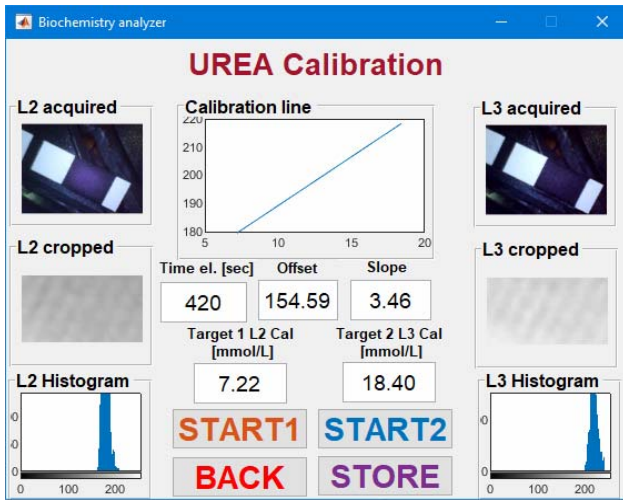 Biochemistry analyzer
UREA Calibration
L2 acquired
Calibration line
L3 acquired
220
210
200
190
180
5 10 15 20
L2 cropped
L3 cropped
Time el. [sec] Offset Slope
420 154.59 3.46
Target 1 L2 Cal
[mmol/L]
Target 2 L3 Cal
[mmol/L]
7.22 18.40
L2 Histogram
0
0 100 200
L3 Histogram
0
0 100 200
START1 START2
BACK STORE